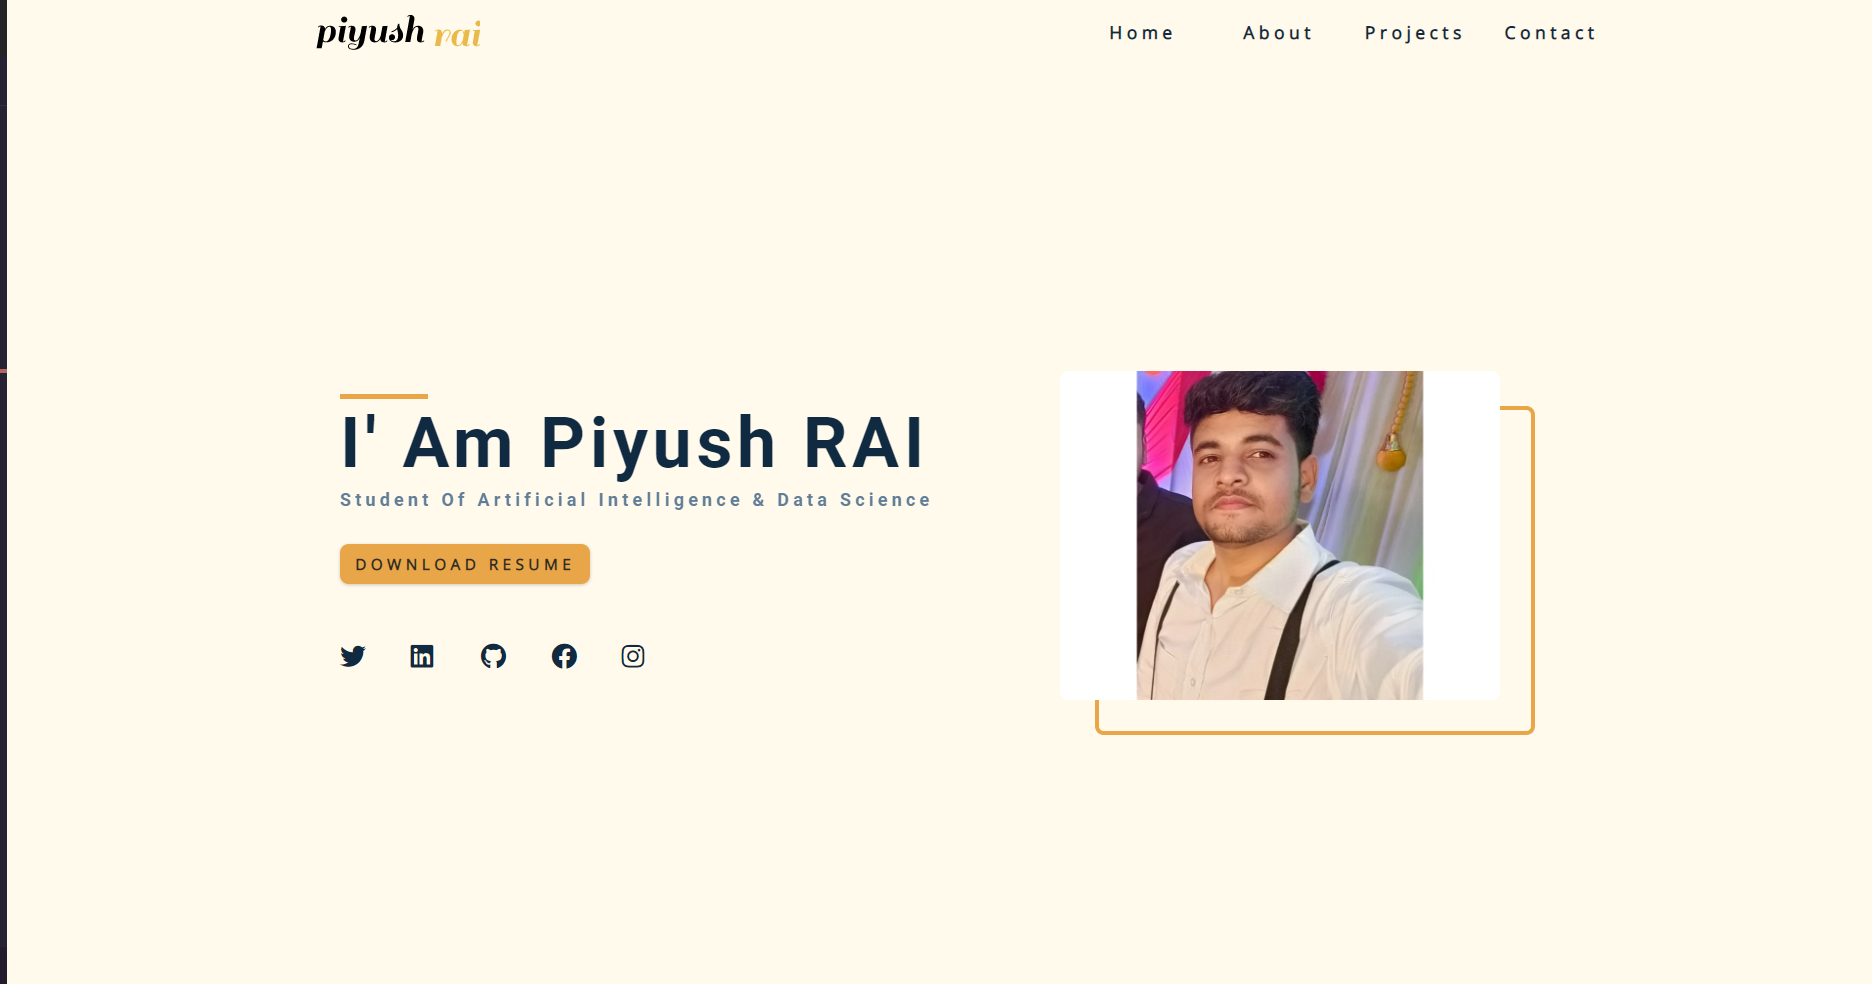 piyush rai
Home About Projects Contact
I' Am Piyush RAI
Student Of Artificial Intelligence & Data Science
DOWNLOAD RESUME